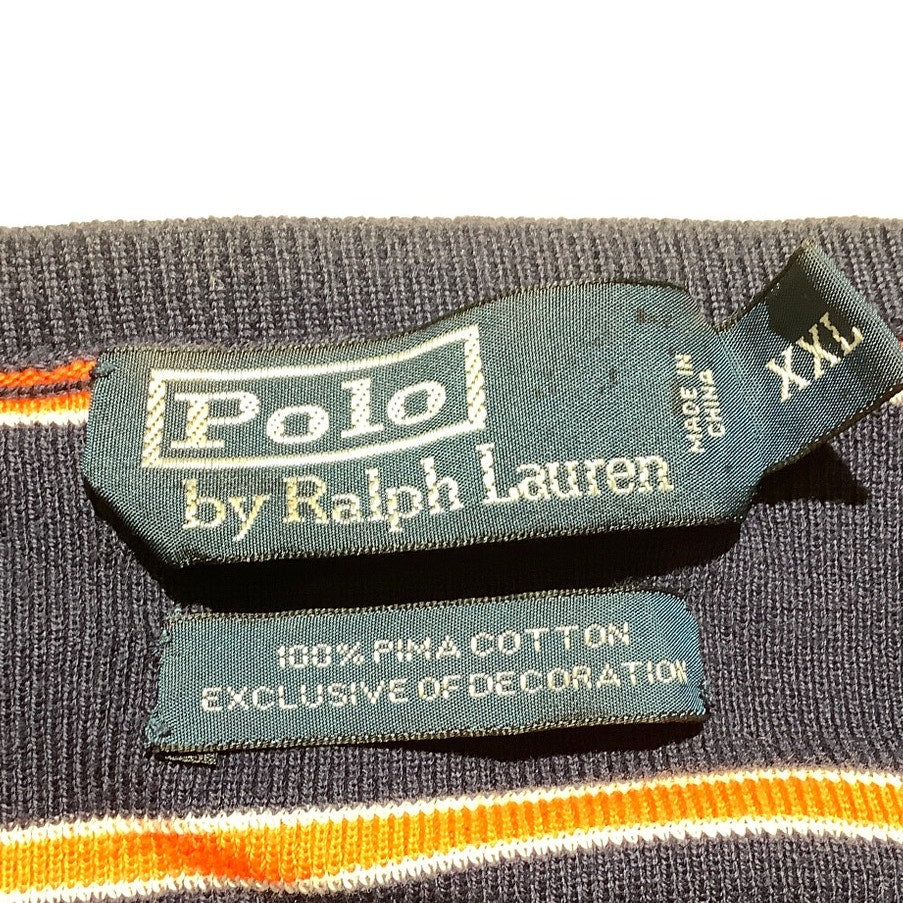 Polo
by Ralph Lauren
MADE IN
CHINA
XXL
100% PIMA COTTON
EXCLUSIVE OF DECORATION